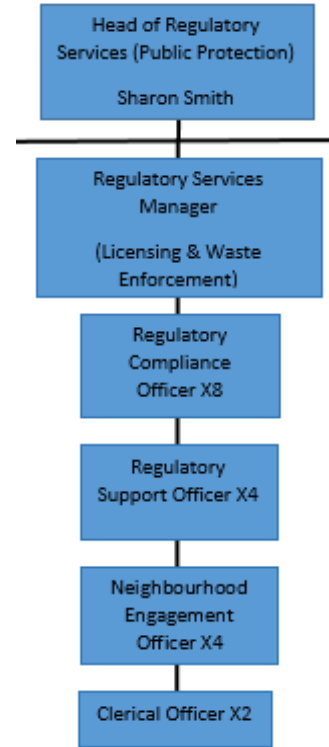 Head of Regulatory
Services (Public Protection)
Sharon Smith
Regulatory Services
Manager
(Licensing & Waste
Enforcement)
Regulatory
Compliance
Officer X8
Regulatory
Support Officer X4
Neighbourhood
Engagement
Officer X4
Clerical Officer X2